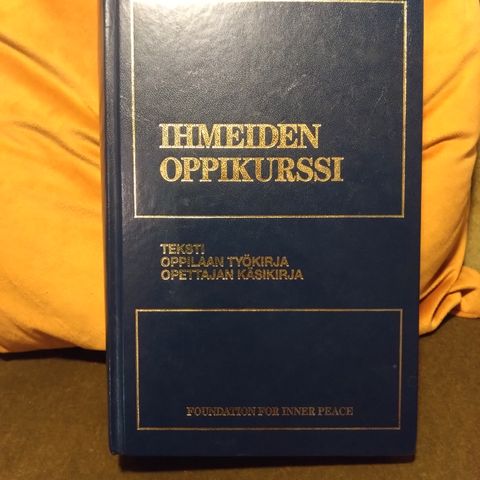 IHMEIDEN
OPPIKURSSI
TEKSTI
OPPILAAN TYÖKIRJA
OPETTAJAN KÄSIKIRJA
FOUNDATION FOR INNER PEACE